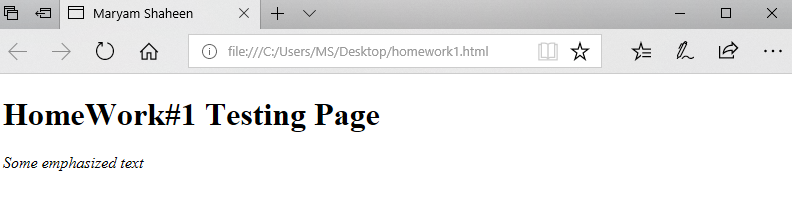 Maryam Shaheen
file:///C:/Users/MS/Desktop/homework1.html
HomeWork#1 Testing Page
Some emphasized text